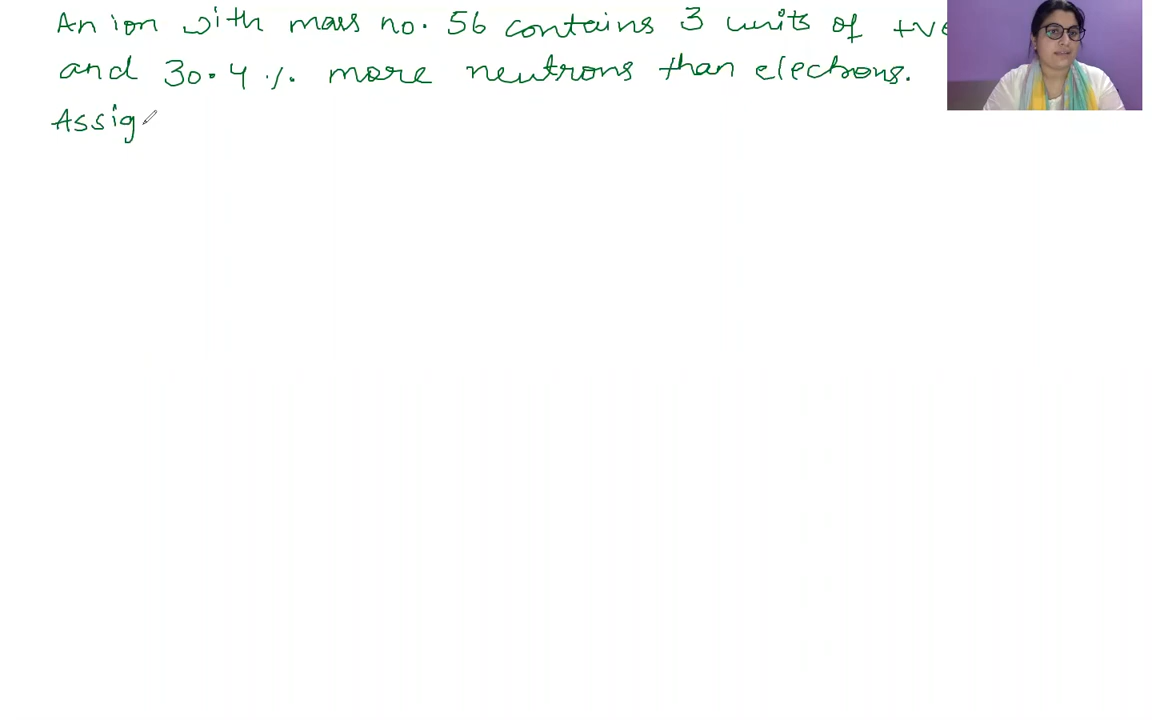 An ion with mass no. 56 contains 3 units of +ve
and 30.4 % more neutrons than electrons.
Assig